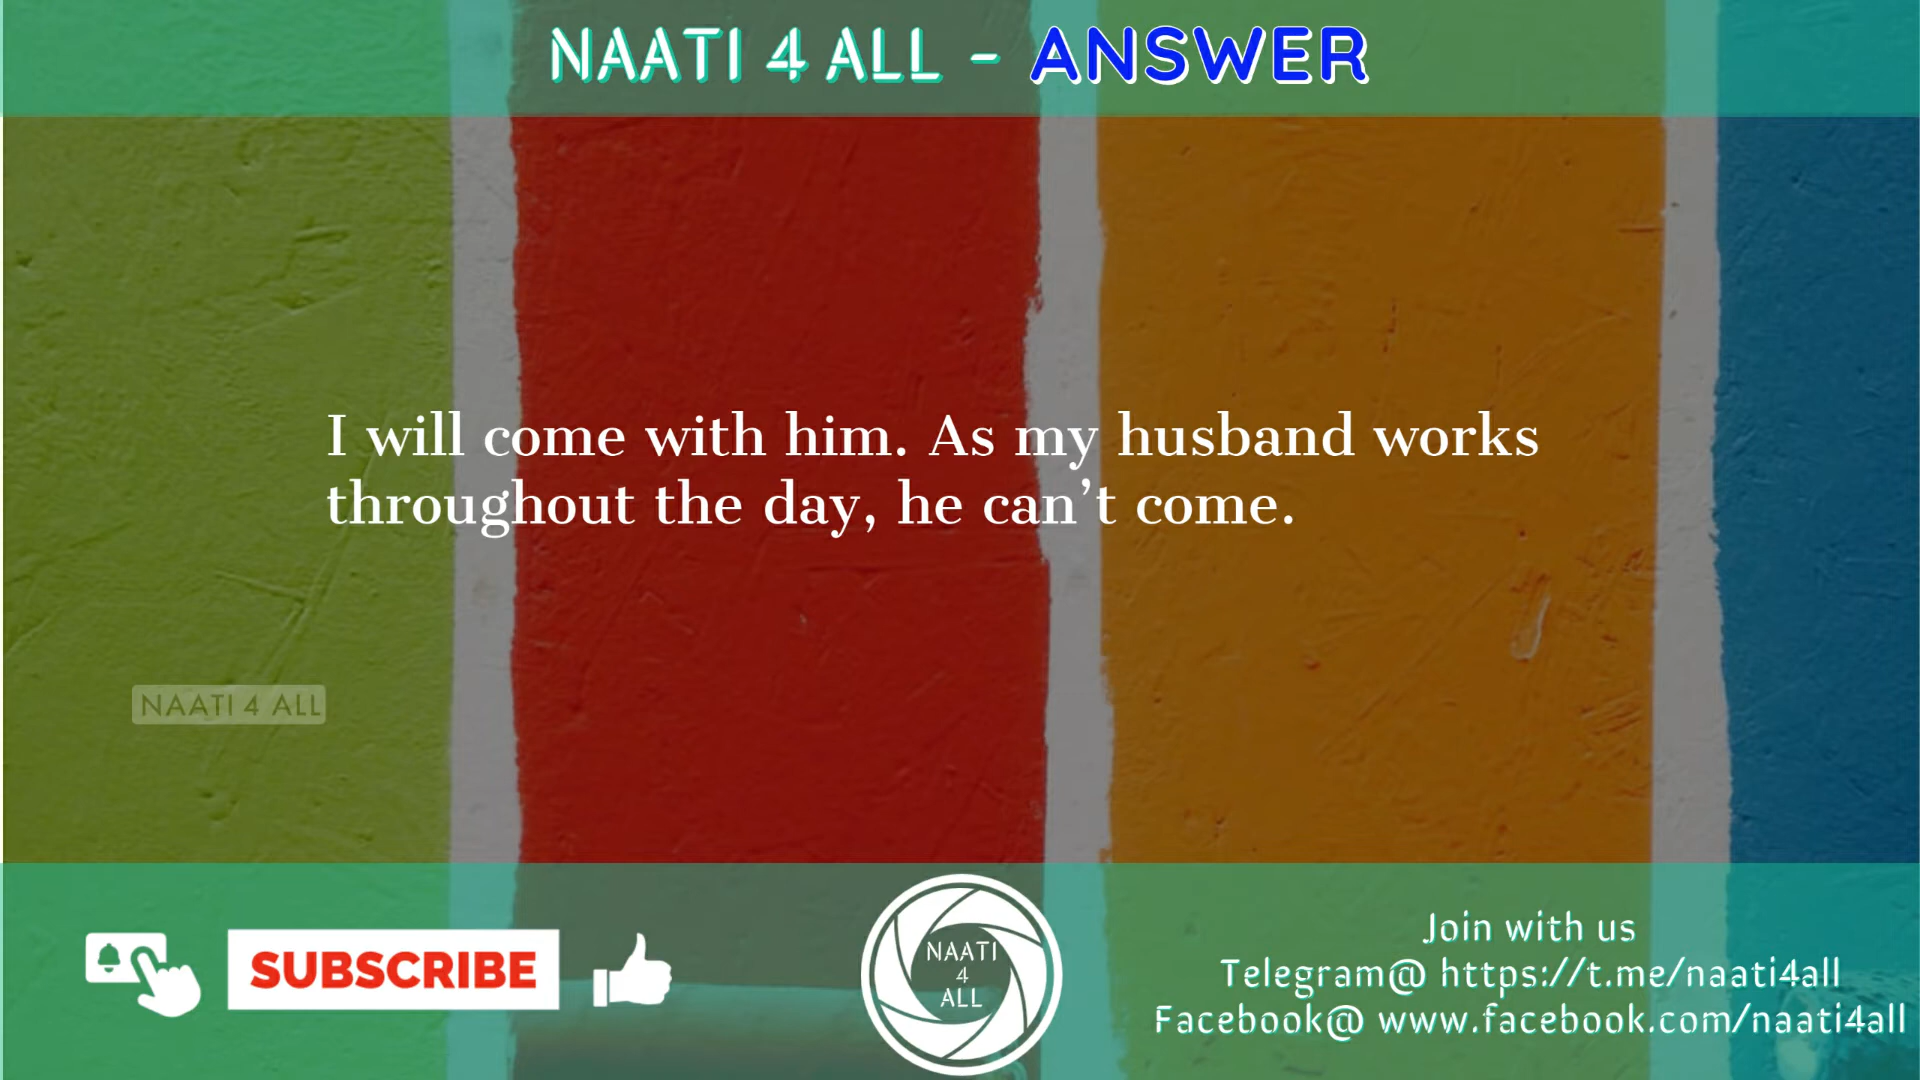 NAATI 4 ALL - ANSWER
I will come with him. As my husband works
throughout the day, he can’t come.
NAATI 4 ALL
SUBSCRIBE
NAATI
4
ALL
Join with us
Telegram@ https://t.me/naati4all
Facebook@ www.facebook.com/naati4all